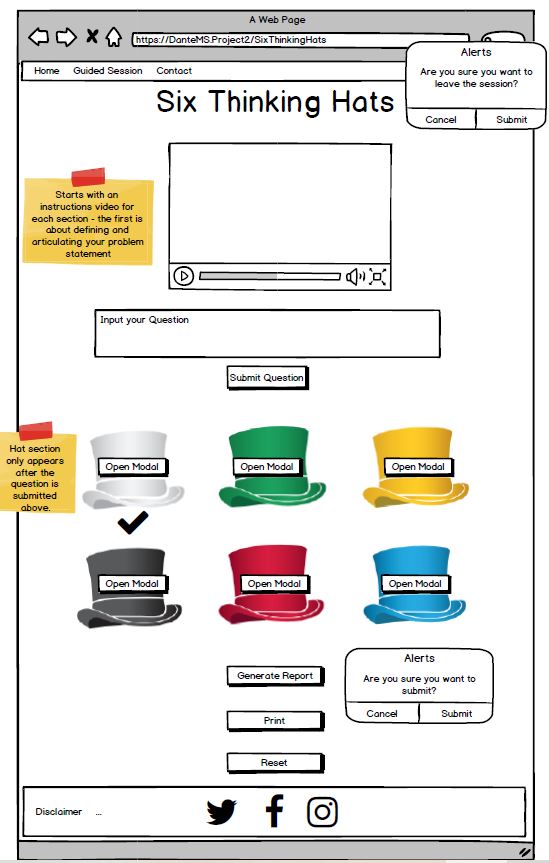 A Web Page
https://DanteMS.Project2/SixThinkingHats
Home Guided Session Contact
Alerts
Are you sure you want to
leave the session?
Cancel Submit
Six Thinking Hats
Starts with an
instructions video for
each section - the first is
about defining and
articulating your problem
statement
Input your Question
Submit Question
Hat section
only appears
after the
question is
submitted
above.
Open Modal Open Modal Open Modal
Open Modal Open Modal Open Modal
Generate Report
Alerts
Are you sure you want to
submit?
Cancel Submit
Print
Reset
Disclaimer ...